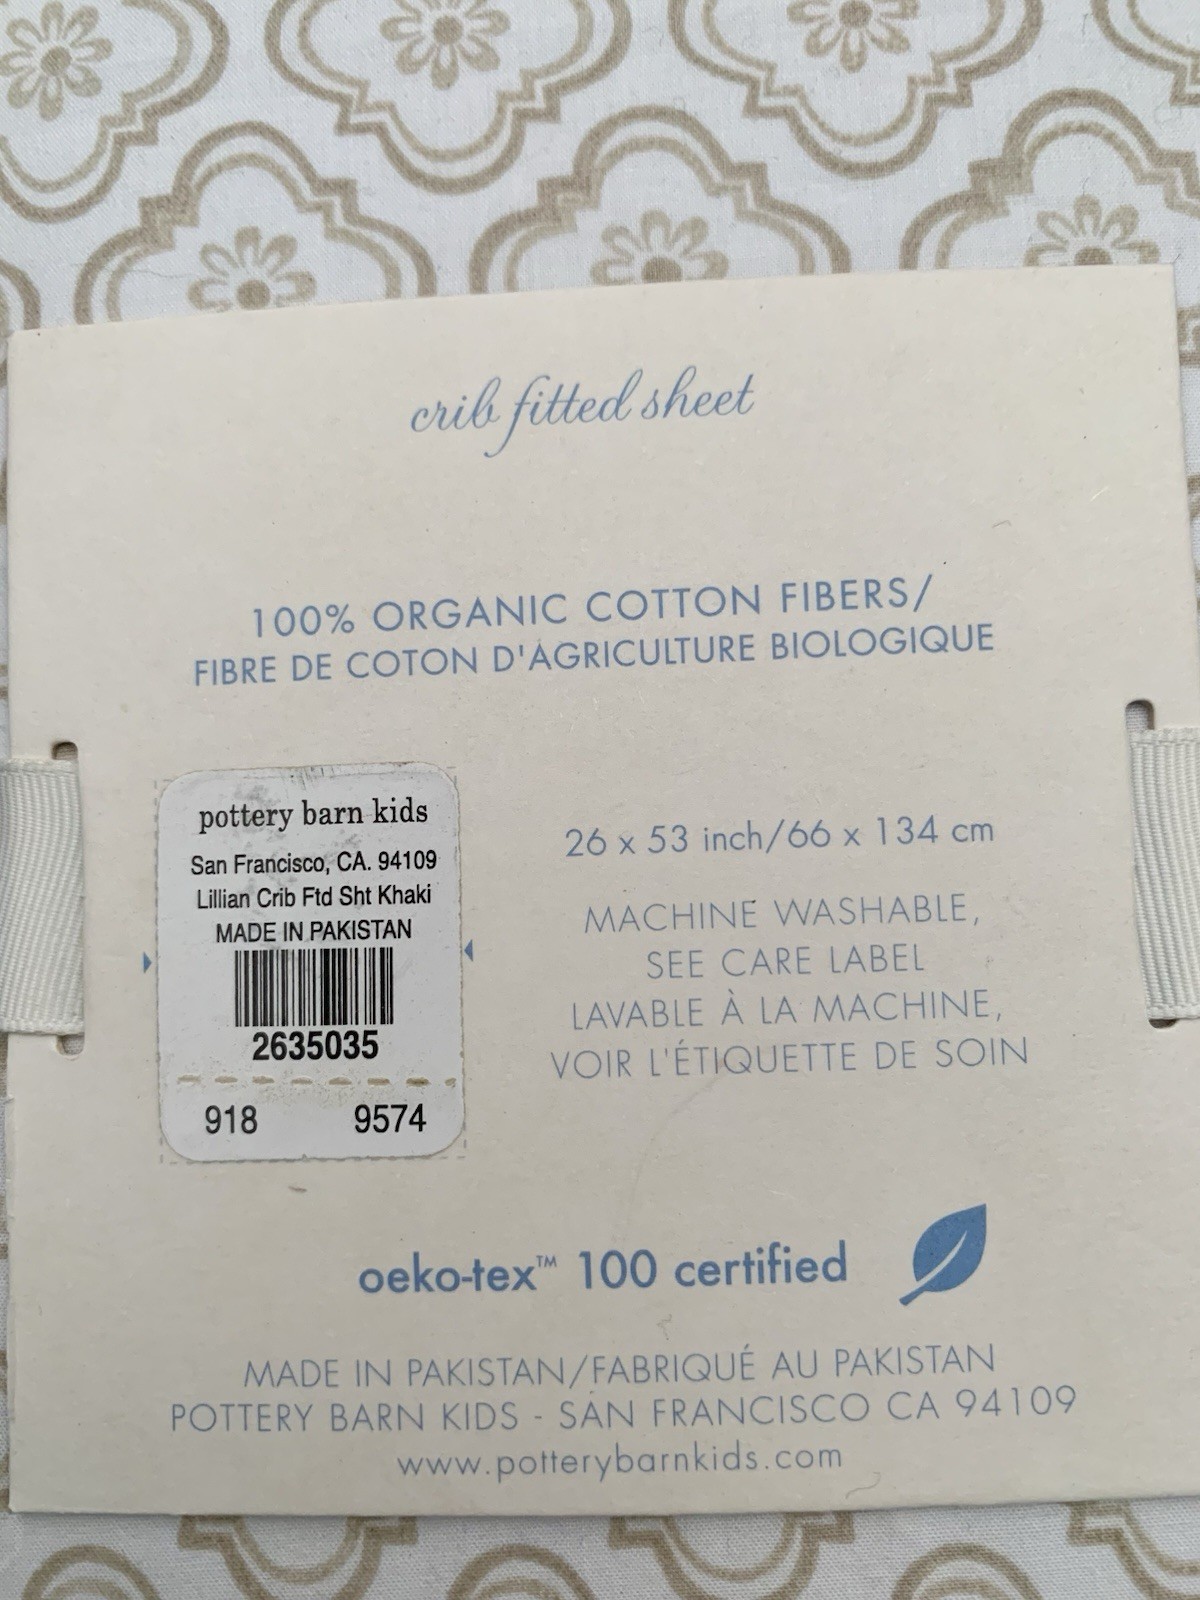 crib fitted sheet
100% ORGANIC COTTON FIBERS/
FIBRE DE COTON D'AGRICULTURE BIOLOGIQUE
pottery barn kids
San Francisco, CA. 94109
Lillian Crib Ftd Sht Khaki
MADE IN PAKISTAN
2635035
918 9574
26 x 53 inch/66 x 134 cm
MACHINE WASHABLE,
SEE CARE LABEL
LAVABLE À LA MACHINE,
VOIR L'ÉTIQUETTE DE SOIN
oeko-tex™ 100 certified
MADE IN PAKISTAN/FABRIQUÉ AU PAKISTAN
POTTERY BARN KIDS - SAN FRANCISCO CA 94109
www.potterybarnkids.com